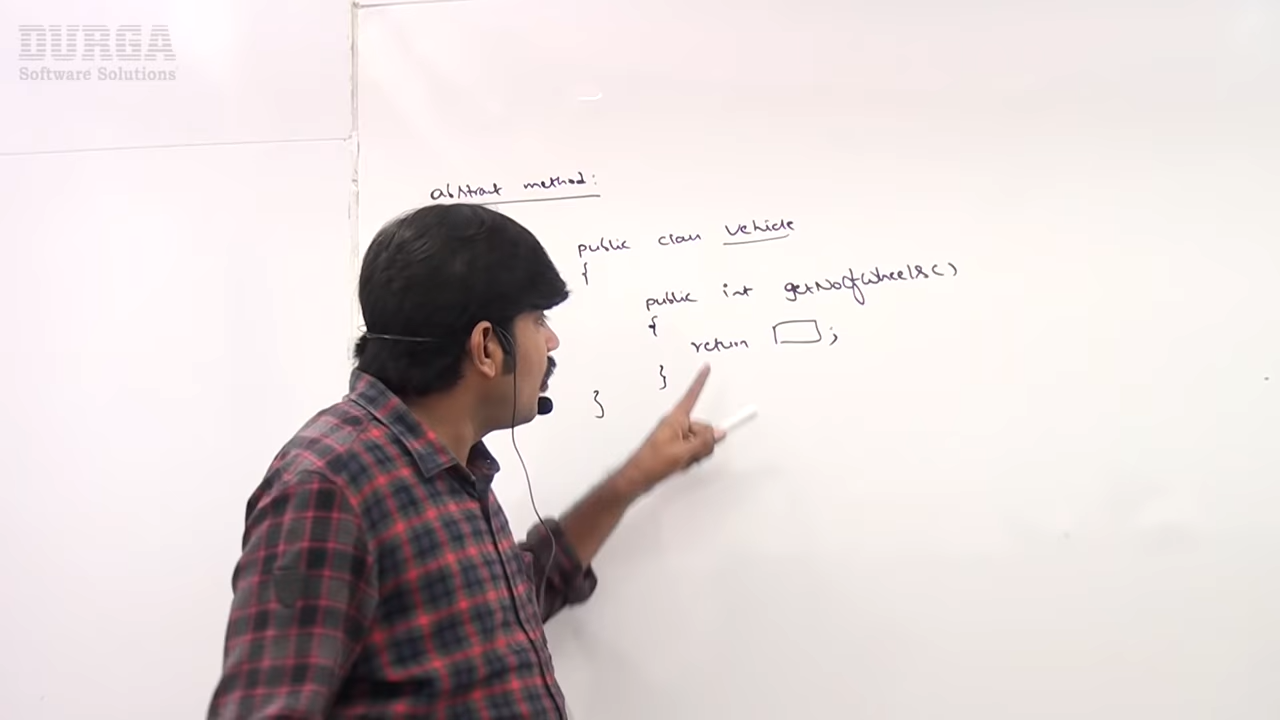 DURGA
Software Solutions
abstract method:
public class Vehicle
{
public int getNoOfWheels()
{
return ;
}
}